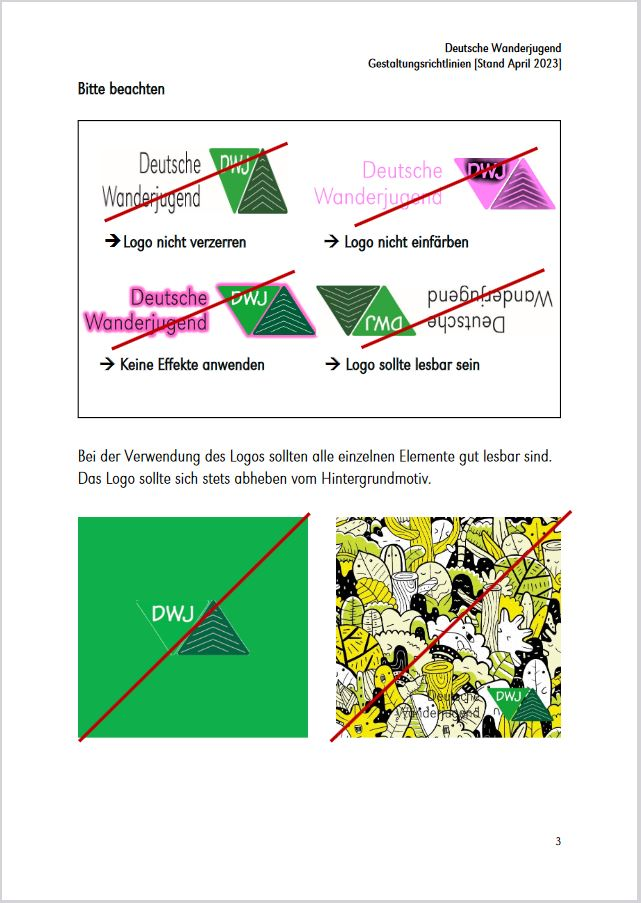 Deutsche Wanderjugend
Gestaltungsrichtlinien [Stand April 2023]
Bitte beachten
Deutsche
Wanderjugend
DWJ
Deutsche
Wanderjugend
DWJ
→ Logo nicht verzerren
→ Logo nicht einfärben
Deutsche
Wanderjugend
DWJ
DWJ
Deutsche
Wanderjugend
→ Keine Effekte anwenden
→ Logo sollte lesbar sein
Bei der Verwendung des Logos sollten alle einzelnen Elemente gut lesbar sind.
Das Logo sollte sich stets abheben vom Hintergrundmotiv.
DWJ
Deutsche
Wanderjugend
DWJ
3